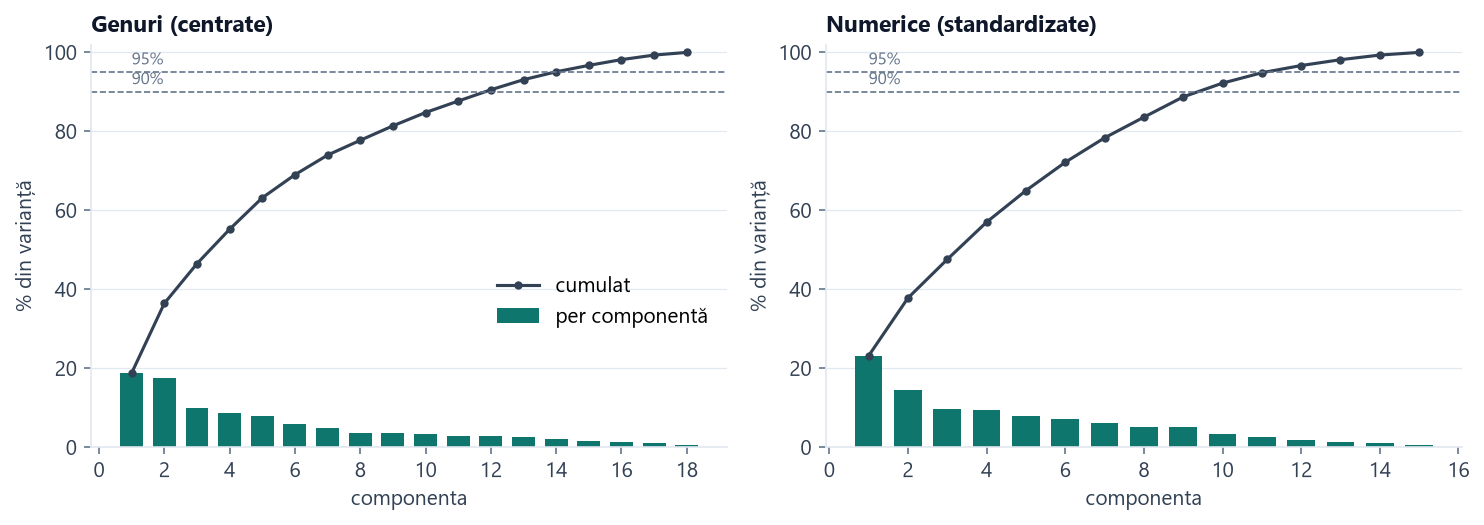 Genuri (centrate)
% din varianță
100
80
60
40
20
0
95%
90%
cumulat
per componentă
0 2 4 6 8 10 12 14 16 18
componenta
Numerice (standardizate)
% din varianță
100
80
60
40
20
0
95%
90%
0 2 4 6 8 10 12 14 16
componenta